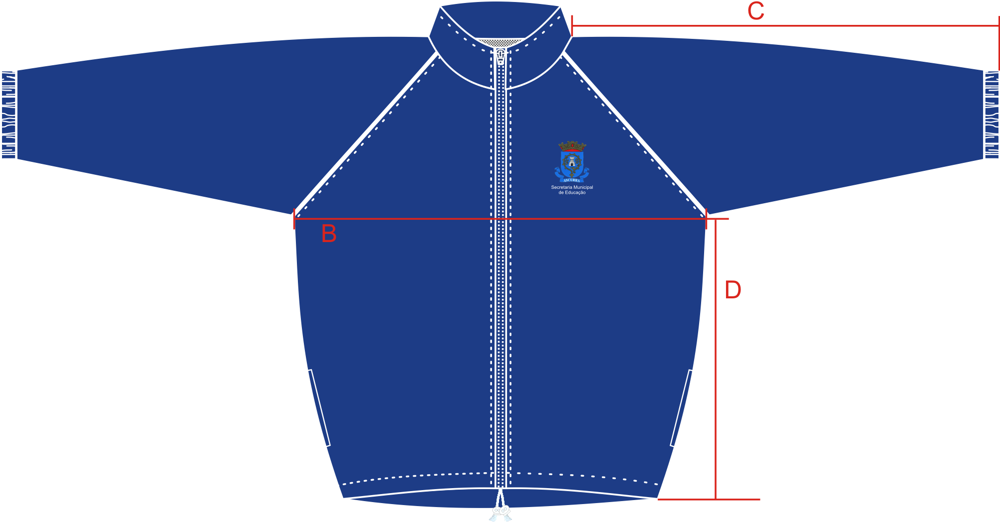 C
ASCURRA
Secretaria Municipal
de Educação
B
D